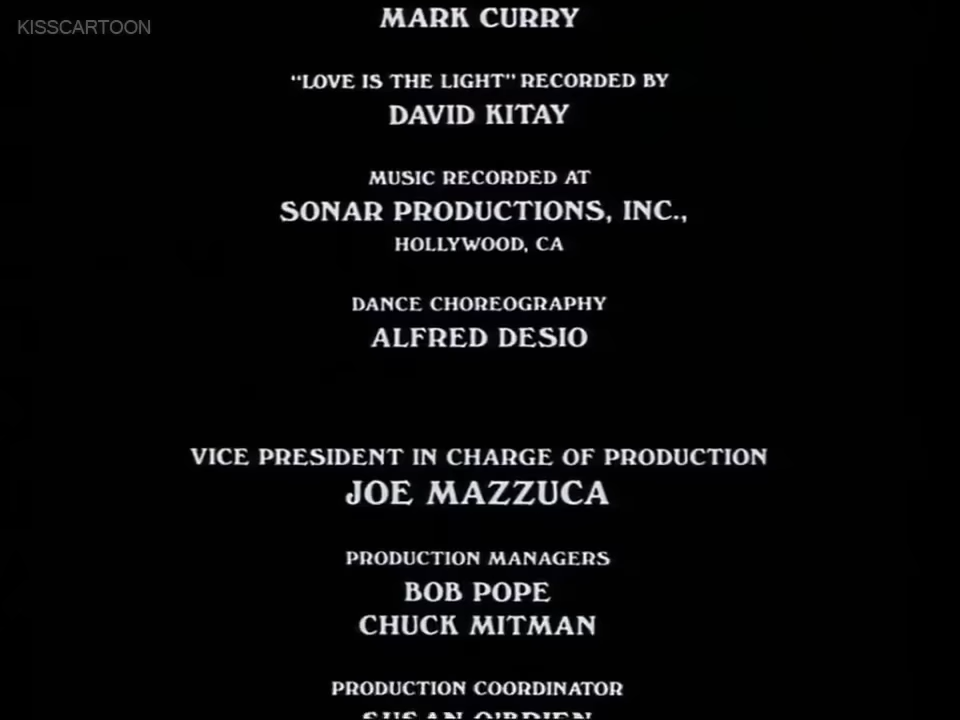 KISSCARTOON
MARK CURRY
"LOVE IS THE LIGHT" RECORDED BY
DAVID KITAY
MUSIC RECORDED AT
SONAR PRODUCTIONS, INC.,
HOLLYWOOD, CA
DANCE CHOREOGRAPHY
ALFRED DESIO
VICE PRESIDENT IN CHARGE OF PRODUCTION
JOE MAZZUCA
PRODUCTION MANAGERS
BOB POPE
CHUCK MITMAN
PRODUCTION COORDINATOR
SUSAN O'BRIEN